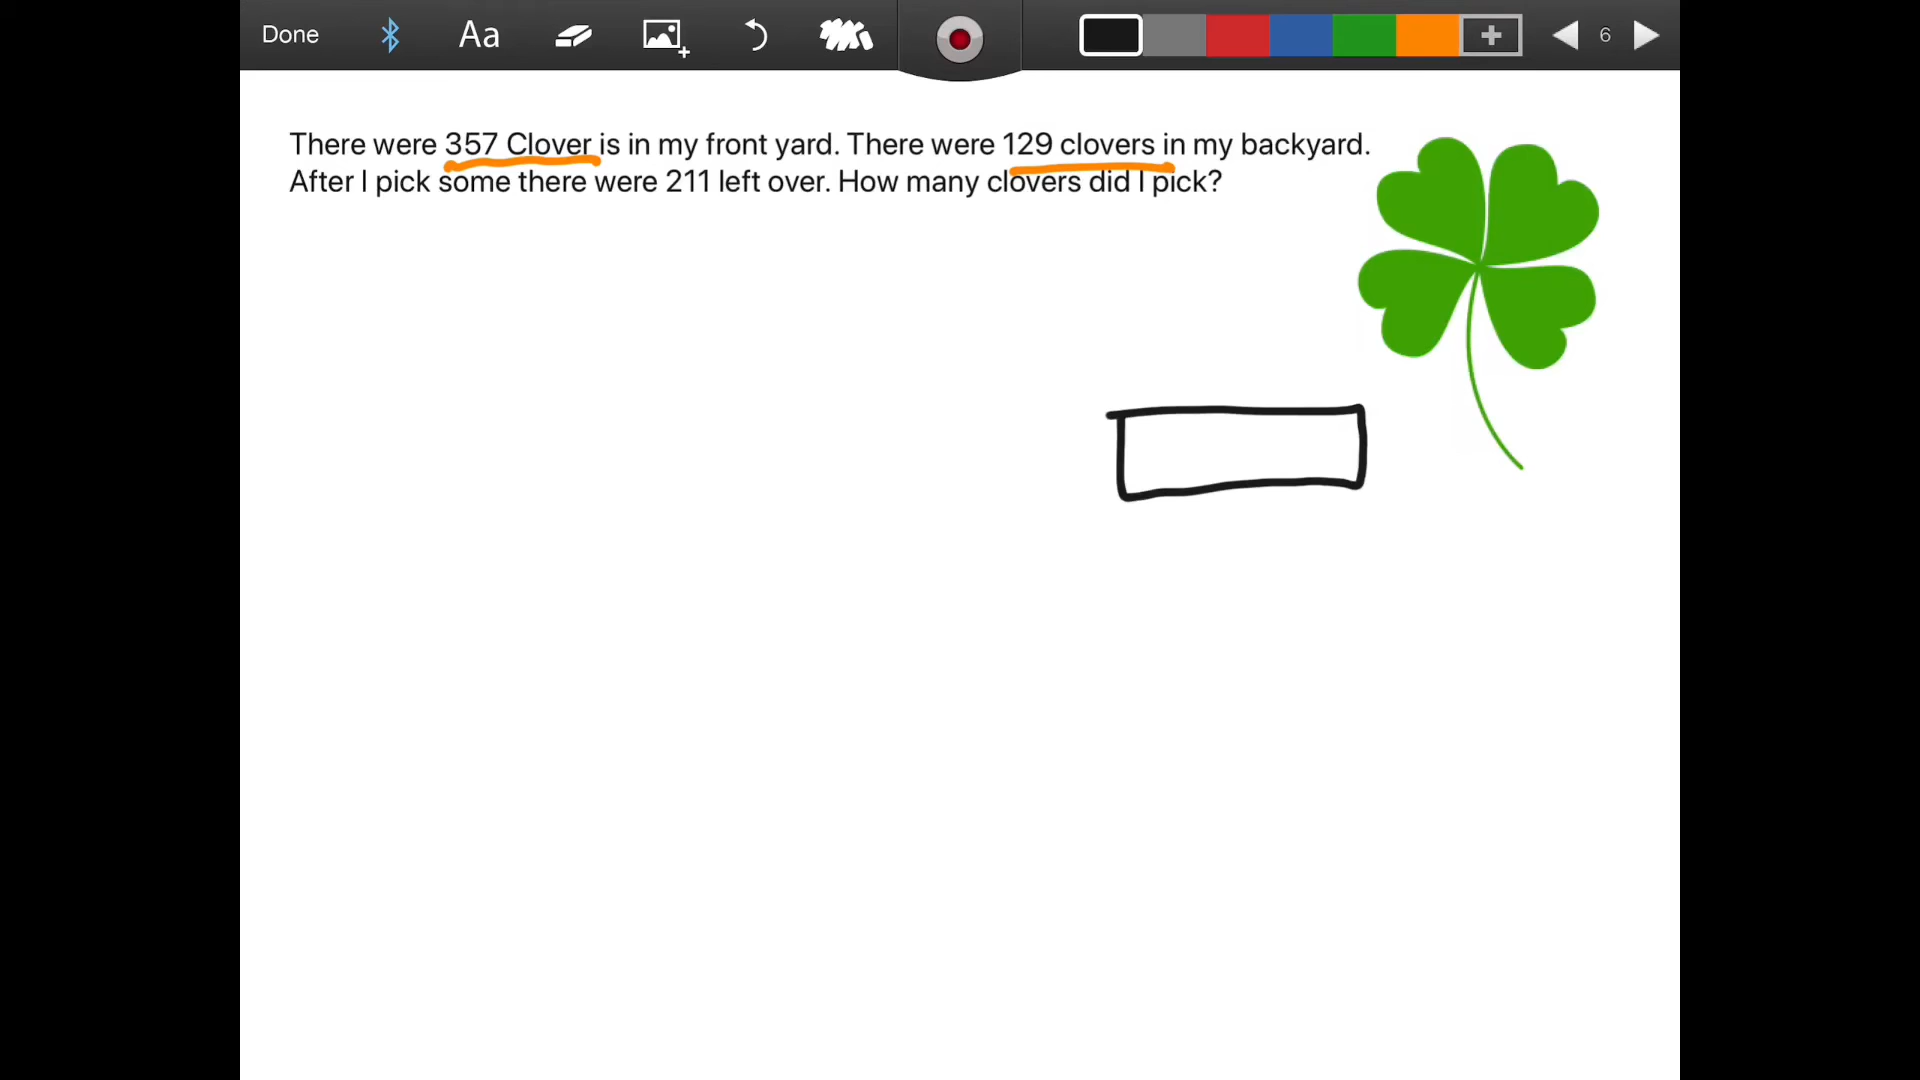 Done
Aa
6
There were 357 Clover is in my front yard. There were 129 clovers in my backyard.
After I pick some there were 211 left over. How many clovers did I pick?